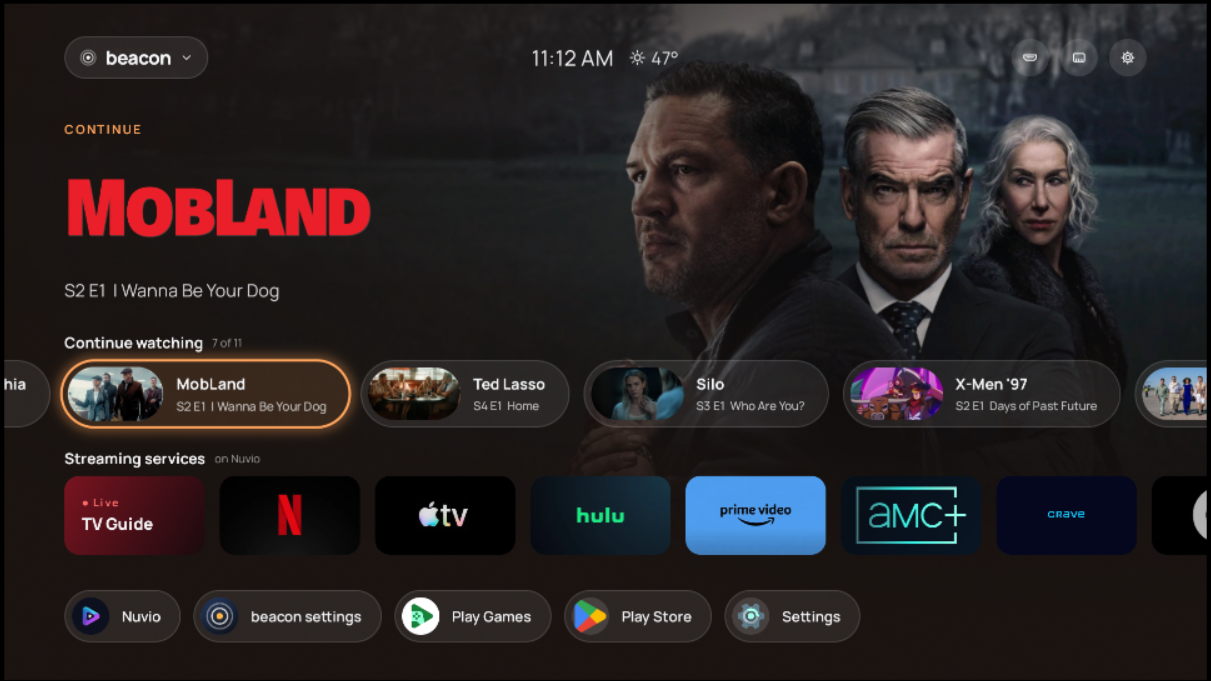 beacon
11:12 AM 47°
CONTINUE
MOBLAND
S2 E1 I Wanna Be Your Dog
Continue watching 7 of 11
hia
MobLand
S2 E1 I Wanna Be Your Dog
Ted Lasso
S4 E1 Home
Silo
S3 E1 Who Are You?
X-Men '97
S2 E1 Days of Past Future
Streaming services on Nuvio
Live
TV Guide
N
tv
hulu
prime video
aMC+
CRAVE
Nuvio
beacon settings
Play Games
Play Store
Settings